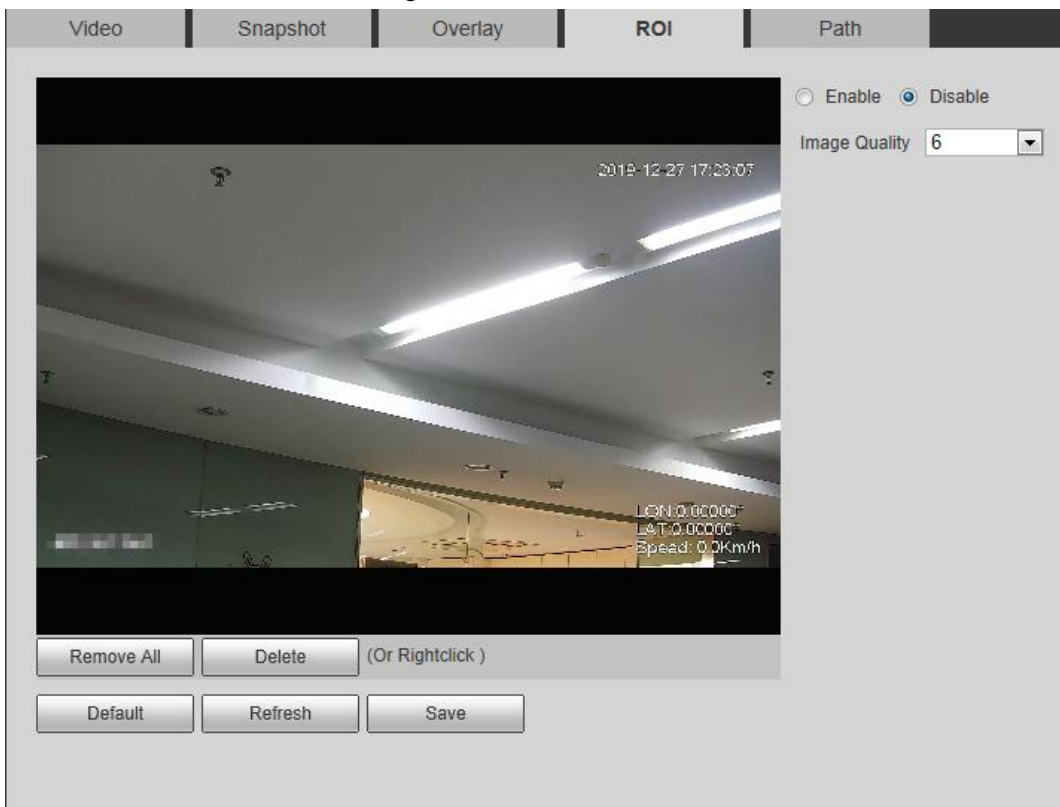 Video Snapshot Overlay ROI Path
Enable Disable
Image Quality 6
2019-12-27 17:23:07
LON:0.00000°
LAT:0.00000°
Speed: 0.0Km/h
Remove All Delete (Or Rightclick )
Default Refresh Save